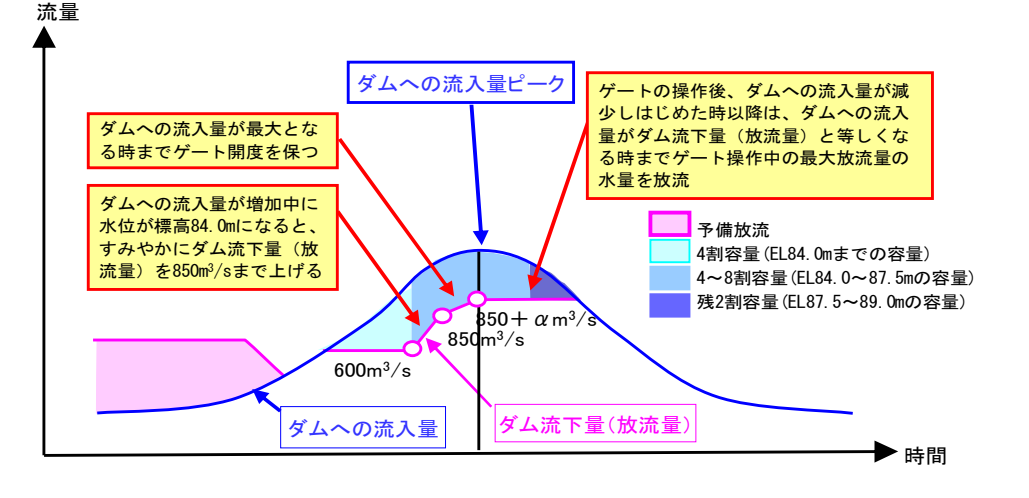 流量
ダムへの流入量ピーク
ゲートの操作後、ダムへの流入量が減
少しはじめた時以降は、ダムへの流入
量がダム流下量（放流量）と等しくな
る時までゲート操作中の最大放流量の
水量を放流
ダムへの流入量が最大とな
る時までゲート開度を保つ
ダムへの流入量が増加中に
水位が標高84.0mになると、
すみやかにダム流下量（放
流量）を850m³/sまで上げる
予備放流
4割容量(EL84.0mまでの容量)
4～8割容量(EL84.0～87.5mの容量)
残2割容量(EL87.5～89.0mの容量)
850＋αm³/s
850m³/s
600m³/s
ダムへの流入量
ダム流下量(放流量)
時間